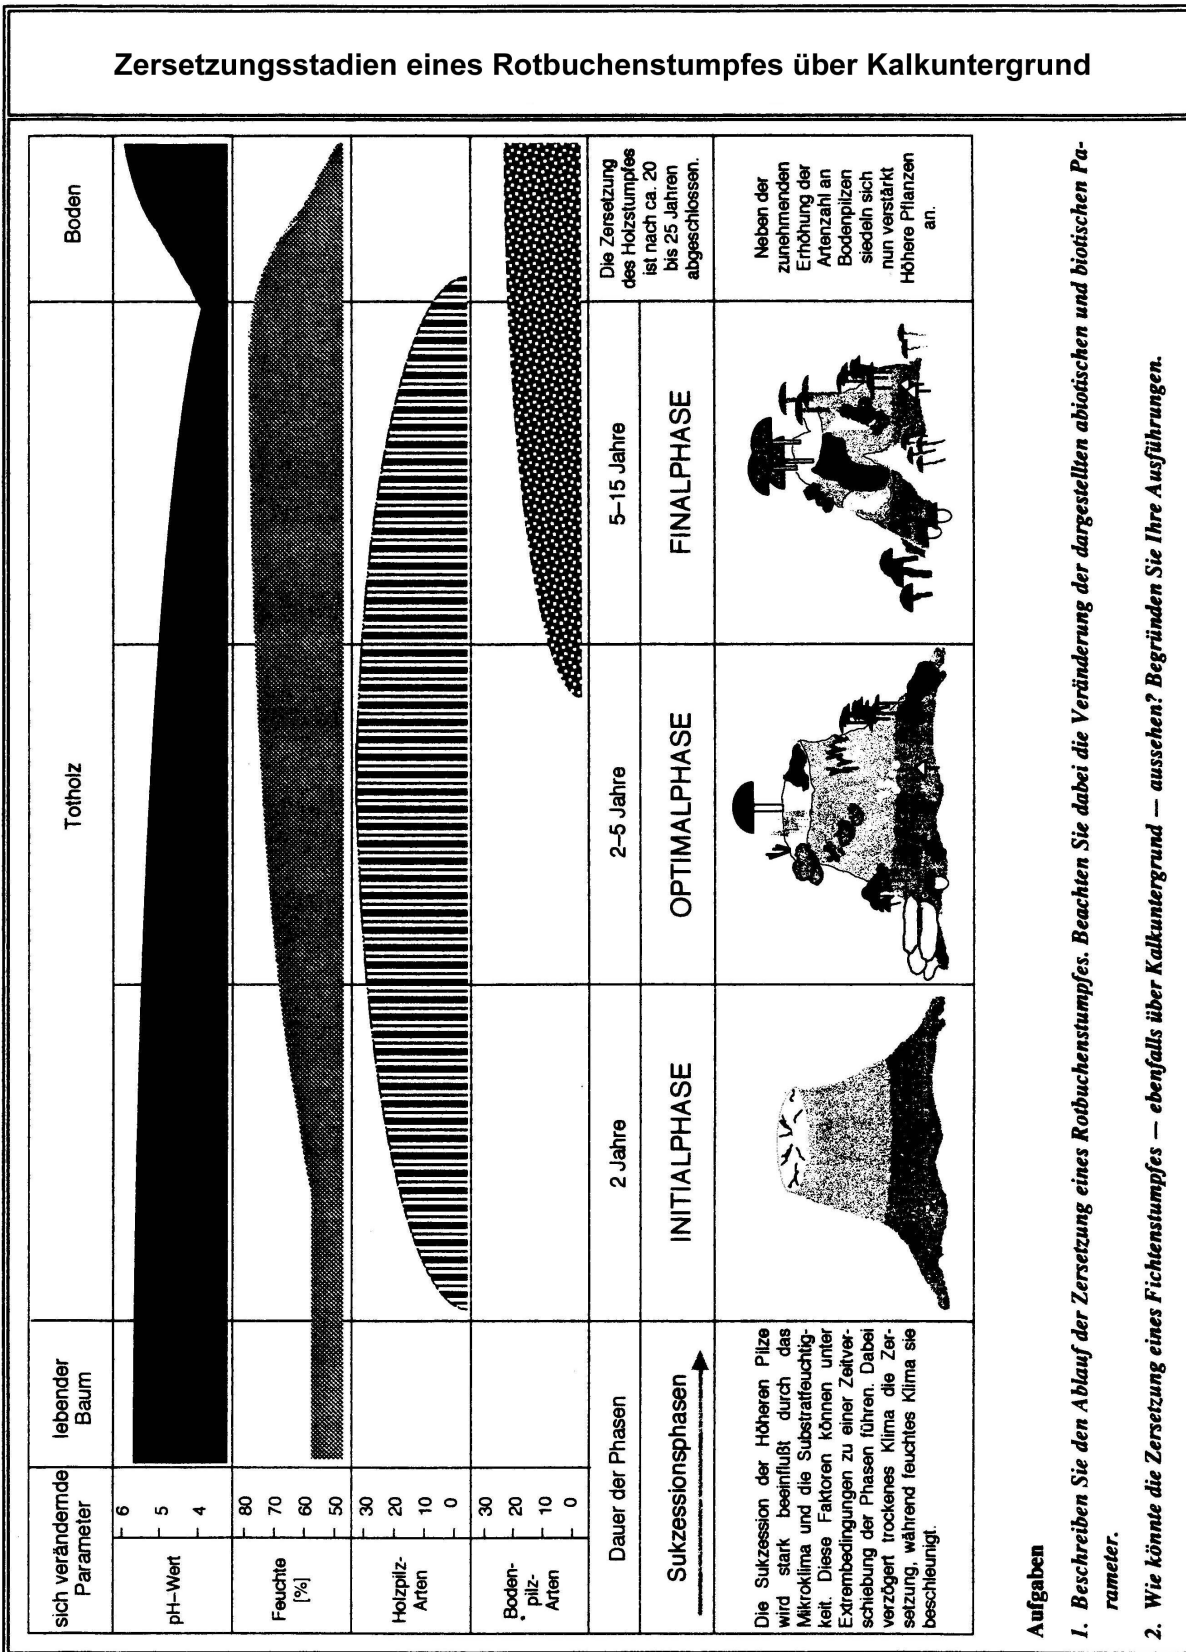 Zersetzungsstadien eines Rotbuchenstumpfes über Kalkuntergrund
sich verändernde
Parameter
lebender
Baum
Totholz
Boden
pH–Wert
6
5
4
Feuchte
[%]
80
70
60
50
Holzpilz-
Arten
30
20
10
0
Boden-
pilz-
Arten
30
20
10
0
Dauer der Phasen
2 Jahre
2–5 Jahre
5–15 Jahre
Die Zersetzung
des Holzstumpfes
ist nach ca. 20
bis 25 Jahren
abgeschlossen.
Sukzessionsphasen
INITIALPHASE
OPTIMALPHASE
FINALPHASE
Die Sukzession der Höheren Pilze
wird stark beeinflußt durch das
Mikroklima und die Substratfeuchtig-
keit. Diese Faktoren können unter
Extrembedingungen zu einer Zeitver-
schiebung der Phasen führen. Dabei
verzögert trockenes Klima die Zer-
setzung, während feuchtes Klima sie
beschleunigt.
Neben der
zunehmenden
Erhöhung der
Artenzahl an
Bodenpilzen
siedeln sich
nun verstärkt
Höhere Pflanzen
an.
Aufgaben
1. Beschreiben Sie den Ablauf der Zersetzung eines Rotbuchenstumpfes. Beachten Sie dabei die Veränderung der dargestellten abiotischen und biotischen Pa-
rameter.
2. Wie könnte die Zersetzung eines Fichtenstumpfes — ebenfalls über Kalkuntergrund — aussehen? Begründen Sie Ihre Ausführungen.